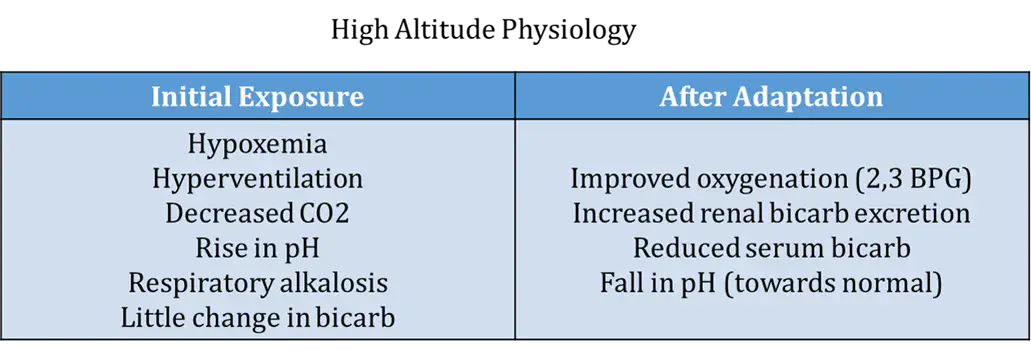 High Altitude Physiology
Initial Exposure
Hypoxemia
Hyperventilation
Decreased CO2
Rise in pH
Respiratory alkalosis
Little change in bicarb
After Adaptation
Improved oxygenation (2,3 BPG)
Increased renal bicarb excretion
Reduced serum bicarb
Fall in pH (towards normal)